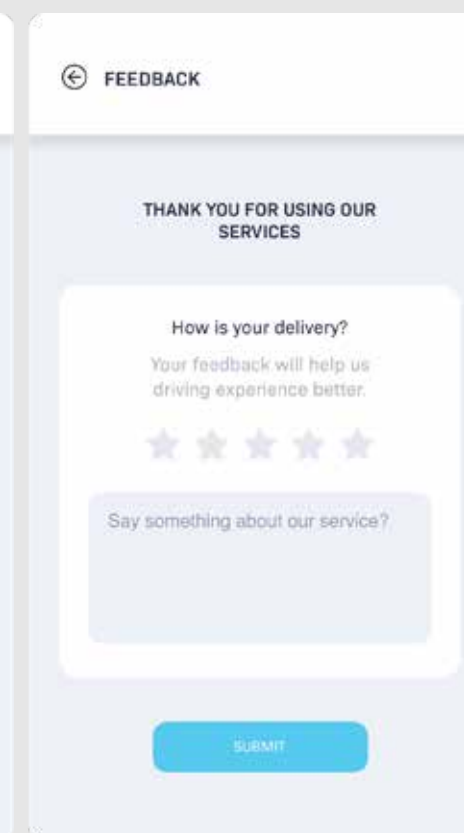 FEEDBACK
THANK YOU FOR USING OUR
SERVICES
How is your delivery?
Your feedback will help us
driving experience better.
Say something about our service?
SUBMIT